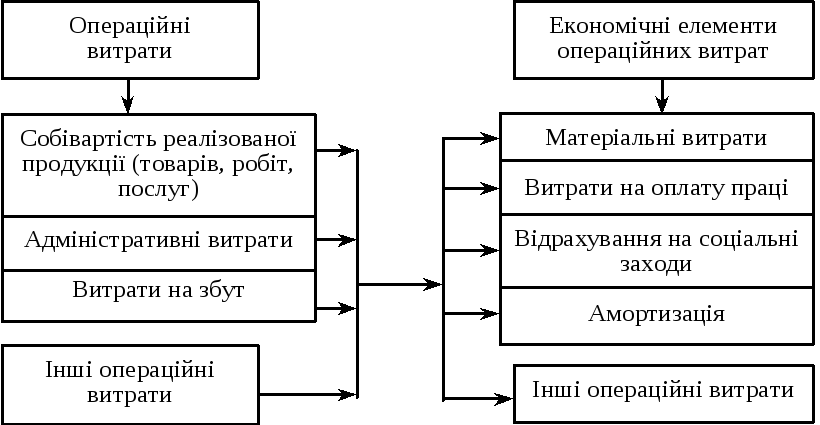 Операційні
витрати
Собівартість реалізованої
продукції (товарів, робіт,
послуг)
Адміністративні витрати
Витрати на збут
Інші операційні
витрати
Економічні елементи
операційних витрат
Матеріальні витрати
Витрати на оплату праці
Відрахування на соціальні
заходи
Амортизація
Інші операційні витрати